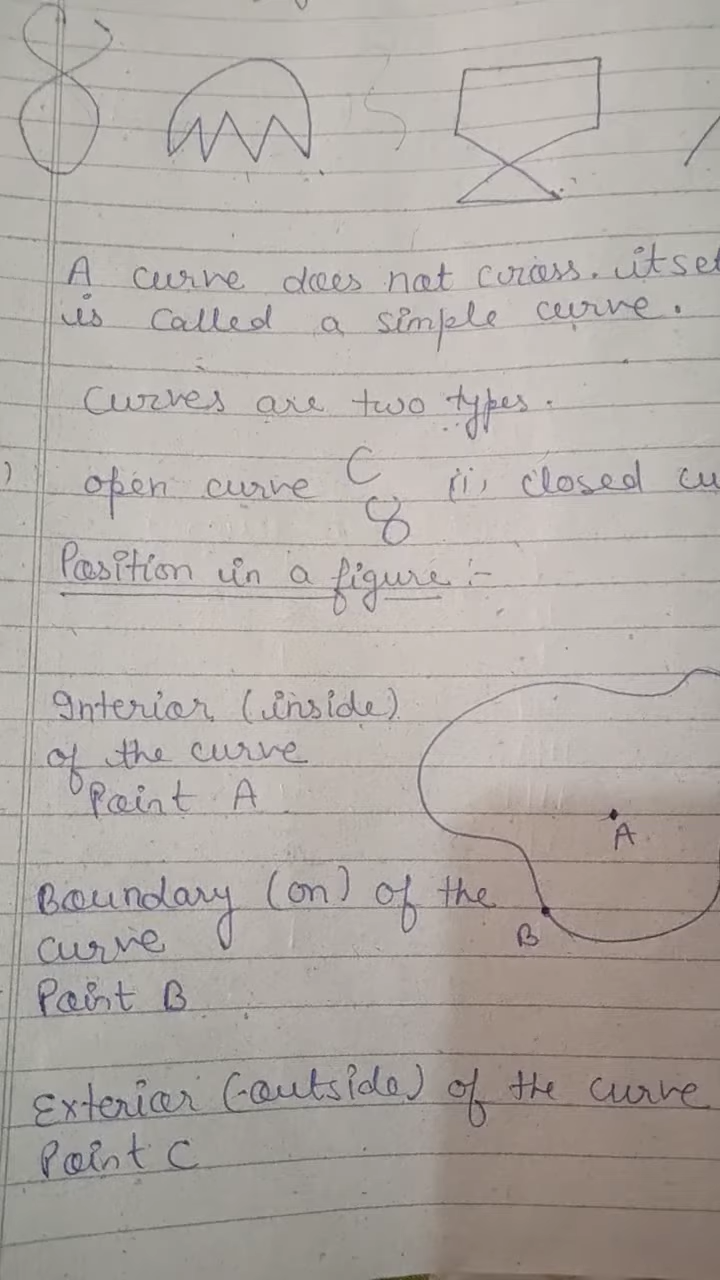 A curve does not cross. itsel
is called a simple curve.
Curves are two types.
) open curve C (ii) closed cu
8
Position in a figure :-
Interior (inside)
of the curve
Point A
A
Boundary (on) of the
curve
B
Point B
Exterior (outside) of the curve
Point C